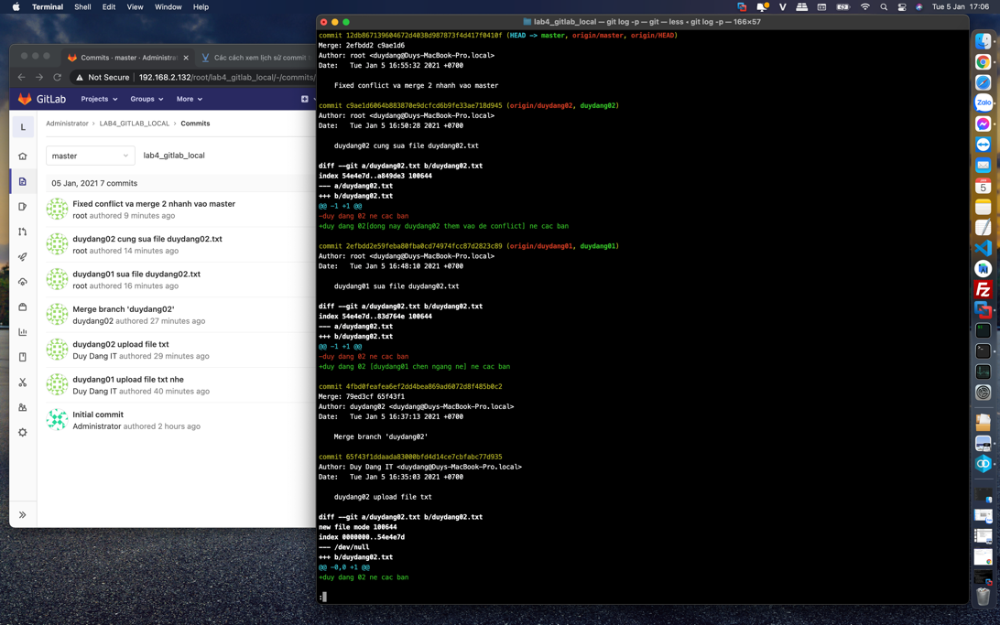 Terminal Shell Edit View Window Help
Tue 5 Jan 17:06
Commits · master · Administrat
Các cách xem lịch sử commit t
Not Secure | 192.168.2.132/root/lab4_gitlab_local/-/commits/
GitLab Projects Groups More
L
Administrator > LAB4_GITLAB_LOCAL > Commits
master
lab4_gitlab_local
05 Jan, 2021 7 commits
Fixed conflict va merge 2 nhanh vao master
root authored 9 minutes ago
duydang02 cung sua file duydang02.txt
root authored 14 minutes ago
duydang01 sua file duydang02.txt
root authored 16 minutes ago
Merge branch 'duydang02'
duydang02 authored 27 minutes ago
duydang02 upload file txt
Duy Dang IT authored 29 minutes ago
duydang01 upload file txt nhe
Duy Dang IT authored 40 minutes ago
Initial commit
Administrator authored 2 hours ago
lab4_gitlab_local — git log -p — git — less • git log -p — 166×57
commit 12db867139604672d4038d987873f4d417f0410f (HEAD -> master, origin/master, origin/HEAD)
Merge: 2efbdd2 c9ae1d6
Author: root <duydang@Duys-MacBook-Pro.local>
Date: Tue Jan 5 16:55:32 2021 +0700
Fixed conflict va merge 2 nhanh vao master
commit c9ae1d6064b883870e9dcfcd6b9fe33ae718d945 (origin/duydang02, duydang02)
Author: root <duydang@Duys-MacBook-Pro.local>
Date: Tue Jan 5 16:50:28 2021 +0700
duydang02 cung sua file duydang02.txt
diff --git a/duydang02.txt b/duydang02.txt
index 54e4e7d..a849de3 100644
--- a/duydang02.txt
+++ b/duydang02.txt
@@ -1 +1 @@
-duy dang 02 ne cac ban
+duy dang 02[dong nay duydang02 them vao de conflict] ne cac ban
commit 2efbdd2e59feba80fba0cd74974fcc87d2823c89 (origin/duydang01, duydang01)
Author: root <duydang@Duys-MacBook-Pro.local>
Date: Tue Jan 5 16:48:10 2021 +0700
duydang01 sua file duydang02.txt
diff --git a/duydang02.txt b/duydang02.txt
index 54e4e7d..83d764e 100644
--- a/duydang02.txt
+++ b/duydang02.txt
@@ -1 +1 @@
-duy dang 02 ne cac ban
+duy dang 02 [duydang01 chen ngang ne] ne cac ban
commit 4fbd0feafea6ef2dd4bea869ad6072d8f485b0c2
Merge: 79ed3cf 65f43f1
Author: duydang02 <duydang@Duys-MacBook-Pro.local>
Date: Tue Jan 5 16:37:13 2021 +0700
Merge branch 'duydang02'
commit 65f43f1ddaada83000bfd4d14ce7cbfabc77d935
Author: Duy Dang IT <duydang@Duys-MacBook-Pro.local>
Date: Tue Jan 5 16:35:03 2021 +0700
duydang02 upload file txt
diff --git a/duydang02.txt b/duydang02.txt
new file mode 100644
index 0000000..54e4e7d
--- /dev/null
+++ b/duydang02.txt
@@ -0,0 +1 @@
+duy dang 02 ne cac ban
:
Zalo
JAN
5